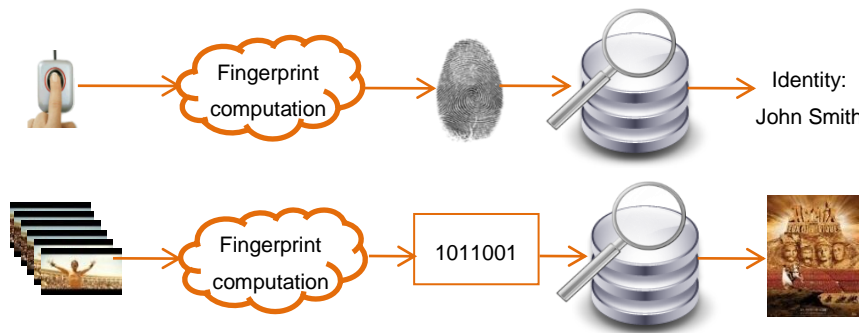 Fingerprint
computation
Identity:
John Smith
Fingerprint
computation
1011001